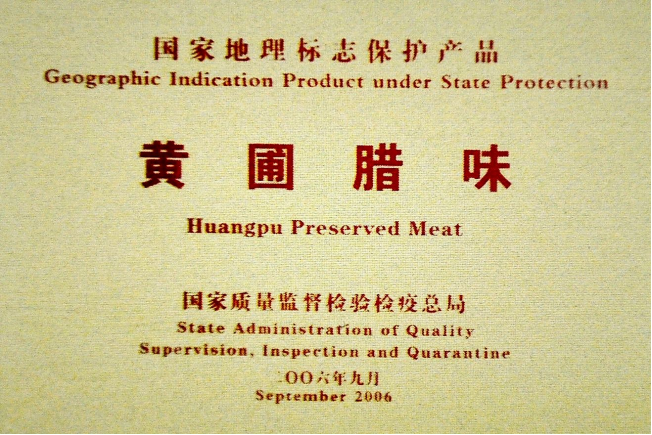 国家地理标志保护产品
Geographic Indication Product under State Protection
黄圃腊味
Huangpu Preserved Meat
国家质量监督检验检疫总局
State Administration of Quality
Supervision, Inspection and Quarantine
二〇〇六年九月
September 2006